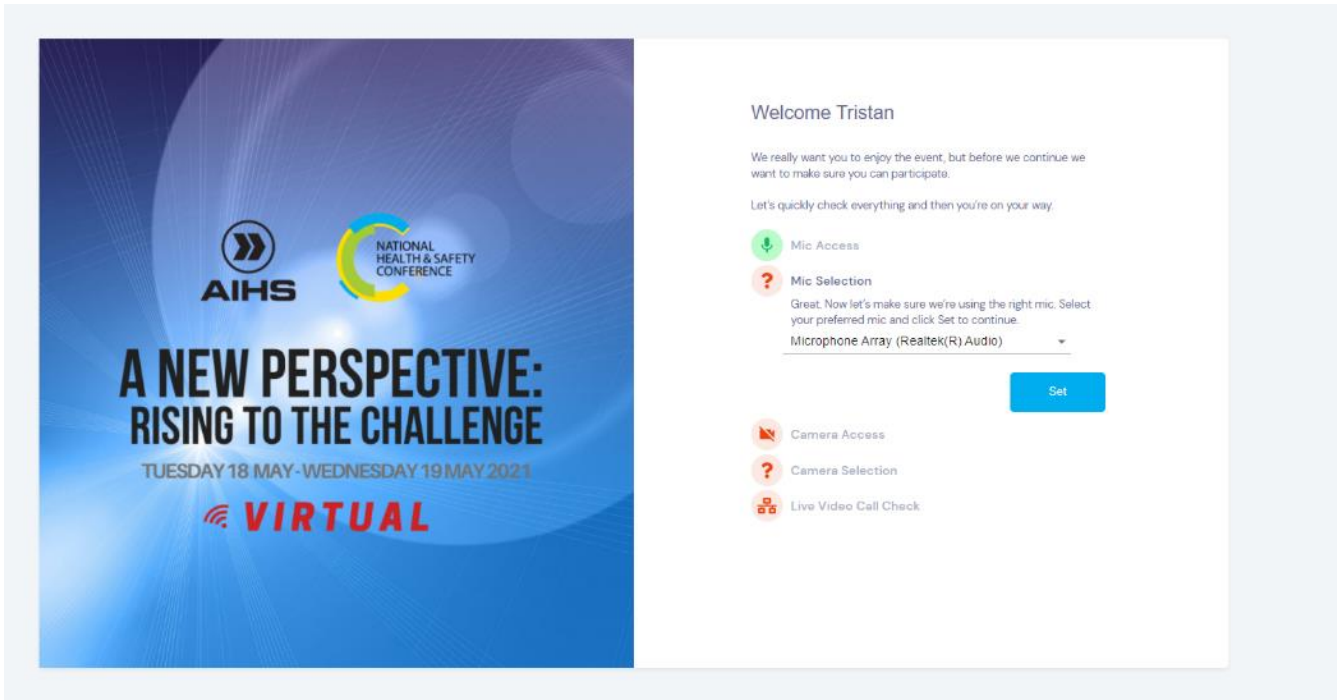 AIHS
NATIONAL
HEALTH & SAFETY
CONFERENCE
A NEW PERSPECTIVE:
RISING TO THE CHALLENGE
TUESDAY 18 MAY - WEDNESDAY 19 MAY 2021
VIRTUAL
Welcome Tristan
We really want you to enjoy the event, but before we continue we
want to make sure you can participate.
Let's quickly check everything and then you're on your way.
Mic Access
? Mic Selection
Great. Now let's make sure we're using the right mic. Select
your preferred mic and click Set to continue.
Microphone Array (Realtek(R) Audio)
Set
Camera Access
? Camera Selection
Live Video Call Check